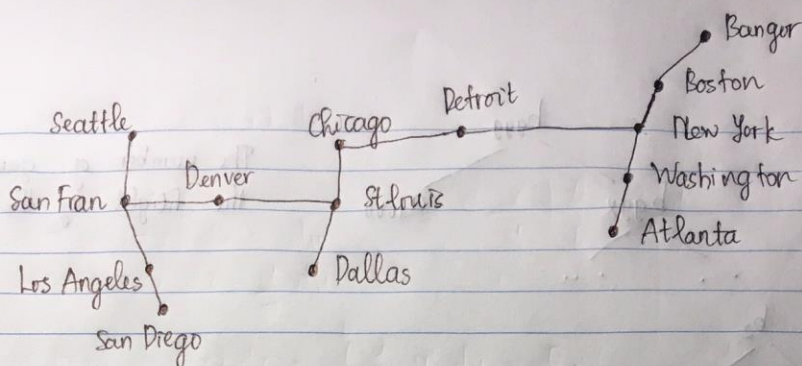 Bangor
Boston
Detroit
Seattle
Chicago
New York
Denver
Washington
San Fran
St louis
Atlanta
Los Angeles
Dallas
San Diego